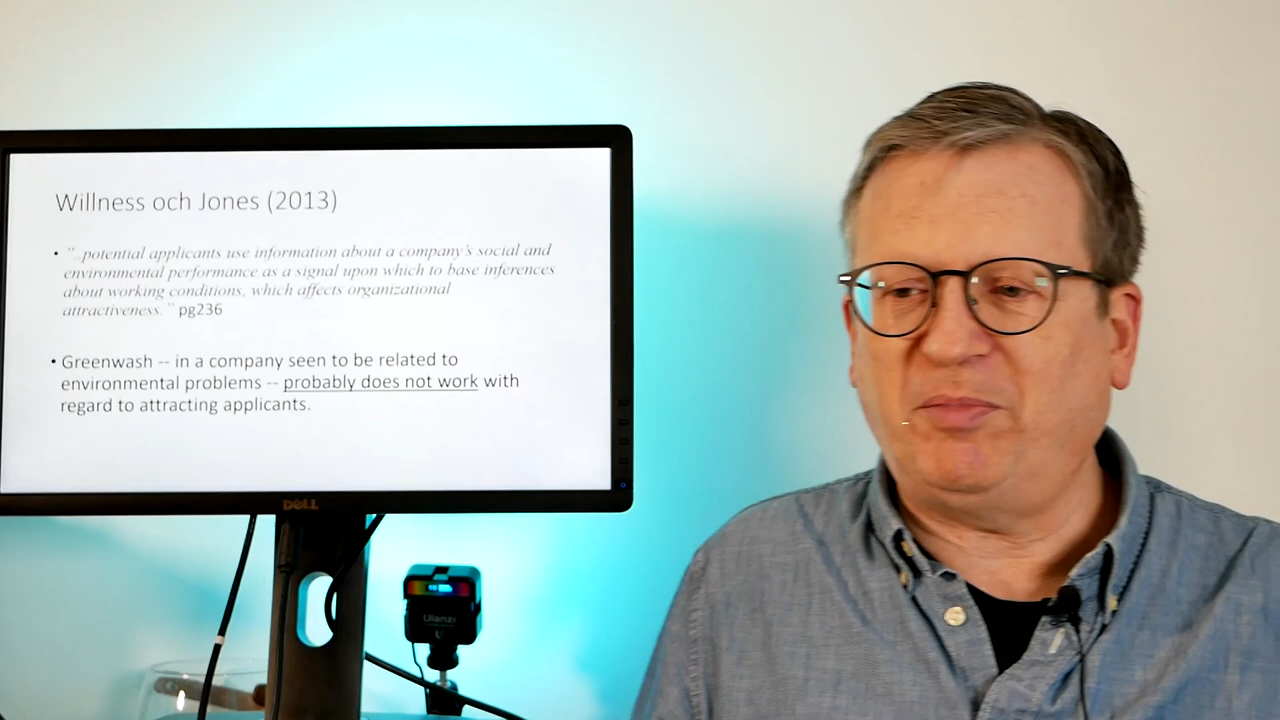 Willness och Jones (2013)
• "...potential applicants use information about a company's social and
environmental performance as a signal upon which to base inferences
about working conditions, which affects organizational
attractiveness." pg236
• Greenwash -- in a company seen to be related to
environmental problems -- probably does not work with
regard to attracting applicants.
DELL
Ulanzi